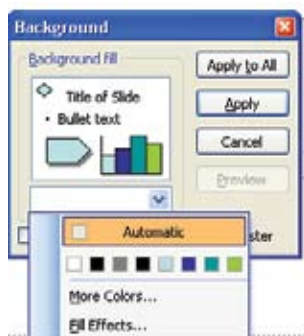 Background
Background fill
Apply to All
Title of Slide
• Bullet text
Apply
Cancel
Preview
Automatic
ster
More Colors...
Fill Effects...